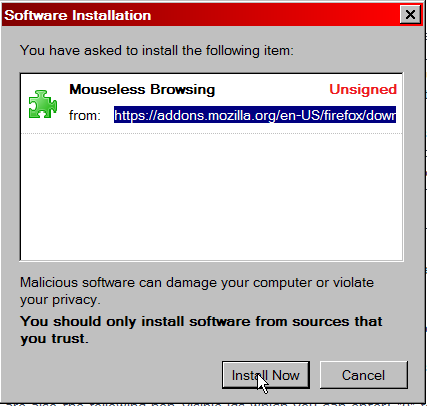 Software Installation
You have asked to install the following item:
Mouseless Browsing Unsigned
from: https://addons.mozilla.org/en-US/firefox/dowr
Malicious software can damage your computer or violate
your privacy.
You should only install software from sources that
you trust.
Install Now Cancel